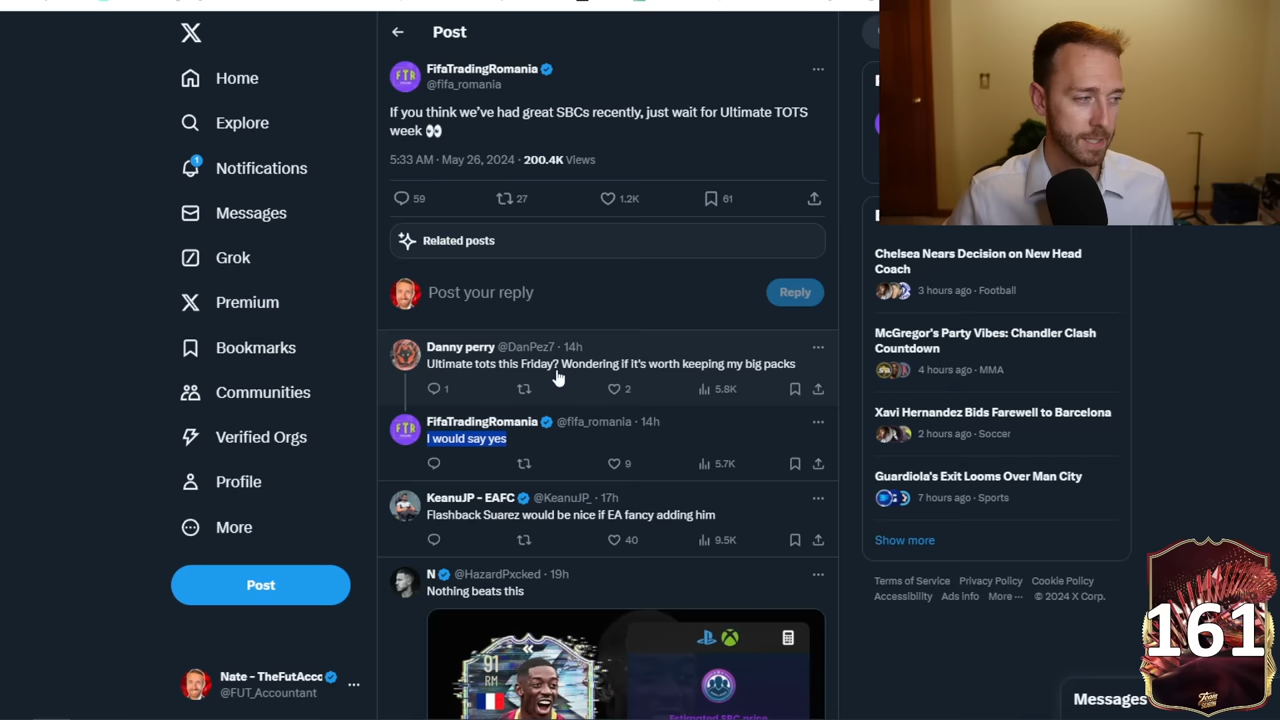 Post
FifaTradingRomania
@fifa_romania
If you think we've had great SBCs recently, just wait for Ultimate TOTS
week 👀
5:33 AM · May 26, 2024 · 200.4K Views
59
27
1.2K
61
Related posts
Post your reply
Reply
Danny perry @DanPez7 · 14h
Ultimate tots this Friday? Wondering if it's worth keeping my big packs
1
2
5.8K
FifaTradingRomania @fifa_romania · 14h
I would say yes
9
5.7K
KeanuJP - EAFC @KeanuJP_ · 17h
Flashback Suarez would be nice if EA fancy adding him
40
9.5K
N @HazardPxcked · 19h
Nothing beats this
91
RM
Home
Explore
1
Notifications
Messages
Grok
Premium
Bookmarks
Communities
Verified Orgs
Profile
More
Post
Nate - TheFutAcc
@FUT_Accountant
Chelsea Nears Decision on New Head
Coach
3 hours ago · Football
McGregor's Party Vibes: Chandler Clash
Countdown
4 hours ago · MMA
Xavi Hernandez Bids Farewell to Barcelona
2 hours ago · Soccer
Guardiola's Exit Looms Over Man City
7 hours ago · Sports
Show more
Terms of Service Privacy Policy Cookie Policy
Accessibility Ads info More ··· © 2024 X Corp.
Messages
161